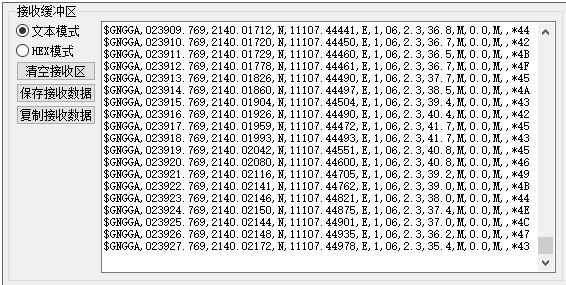 接收缓冲区
文本模式
HEX模式
清空接收区
保存接收数据
复制接收数据
$GNGGA,023909.769,2140.01712,N,11107.44441,E,1,06,2.3,36.8,M,0.0,M,,*44
$GNGGA,023910.769,2140.01720,N,11107.44450,E,1,06,2.3,36.7,M,0.0,M,,*42
$GNGGA,023911.769,2140.01729,N,11107.44460,E,1,06,2.3,36.5,M,0.0,M,,*4B
$GNGGA,023912.769,2140.01778,N,11107.44461,E,1,06,2.3,36.7,M,0.0,M,,*4F
$GNGGA,023913.769,2140.01826,N,11107.44490,E,1,06,2.3,37.7,M,0.0,M,,*45
$GNGGA,023914.769,2140.01860,N,11107.44497,E,1,06,2.3,38.5,M,0.0,M,,*4A
$GNGGA,023915.769,2140.01904,N,11107.44504,E,1,06,2.3,39.4,M,0.0,M,,*43
$GNGGA,023916.769,2140.01926,N,11107.44490,E,1,06,2.3,40.4,M,0.0,M,,*42
$GNGGA,023917.769,2140.01959,N,11107.44472,E,1,06,2.3,41.7,M,0.0,M,,*45
$GNGGA,023918.769,2140.01993,N,11107.44493,E,1,06,2.3,41.7,M,0.0,M,,*43
$GNGGA,023919.769,2140.02042,N,11107.44551,E,1,06,2.3,40.8,M,0.0,M,,*45
$GNGGA,023920.769,2140.02080,N,11107.44600,E,1,06,2.3,40.8,M,0.0,M,,*46
$GNGGA,023921.769,2140.02116,N,11107.44705,E,1,06,2.3,39.2,M,0.0,M,,*49
$GNGGA,023922.769,2140.02141,N,11107.44762,E,1,06,2.3,39.0,M,0.0,M,,*4B
$GNGGA,023923.769,2140.02146,N,11107.44821,E,1,06,2.3,38.0,M,0.0,M,,*44
$GNGGA,023924.769,2140.02150,N,11107.44875,E,1,06,2.3,37.4,M,0.0,M,,*4E
$GNGGA,023925.769,2140.02144,N,11107.44901,E,1,06,2.3,37.0,M,0.0,M,,*4C
$GNGGA,023926.769,2140.02148,N,11107.44935,E,1,06,2.3,36.2,M,0.0,M,,*47
$GNGGA,023927.769,2140.02172,N,11107.44978,E,1,06,2.3,35.4,M,0.0,M,,*43